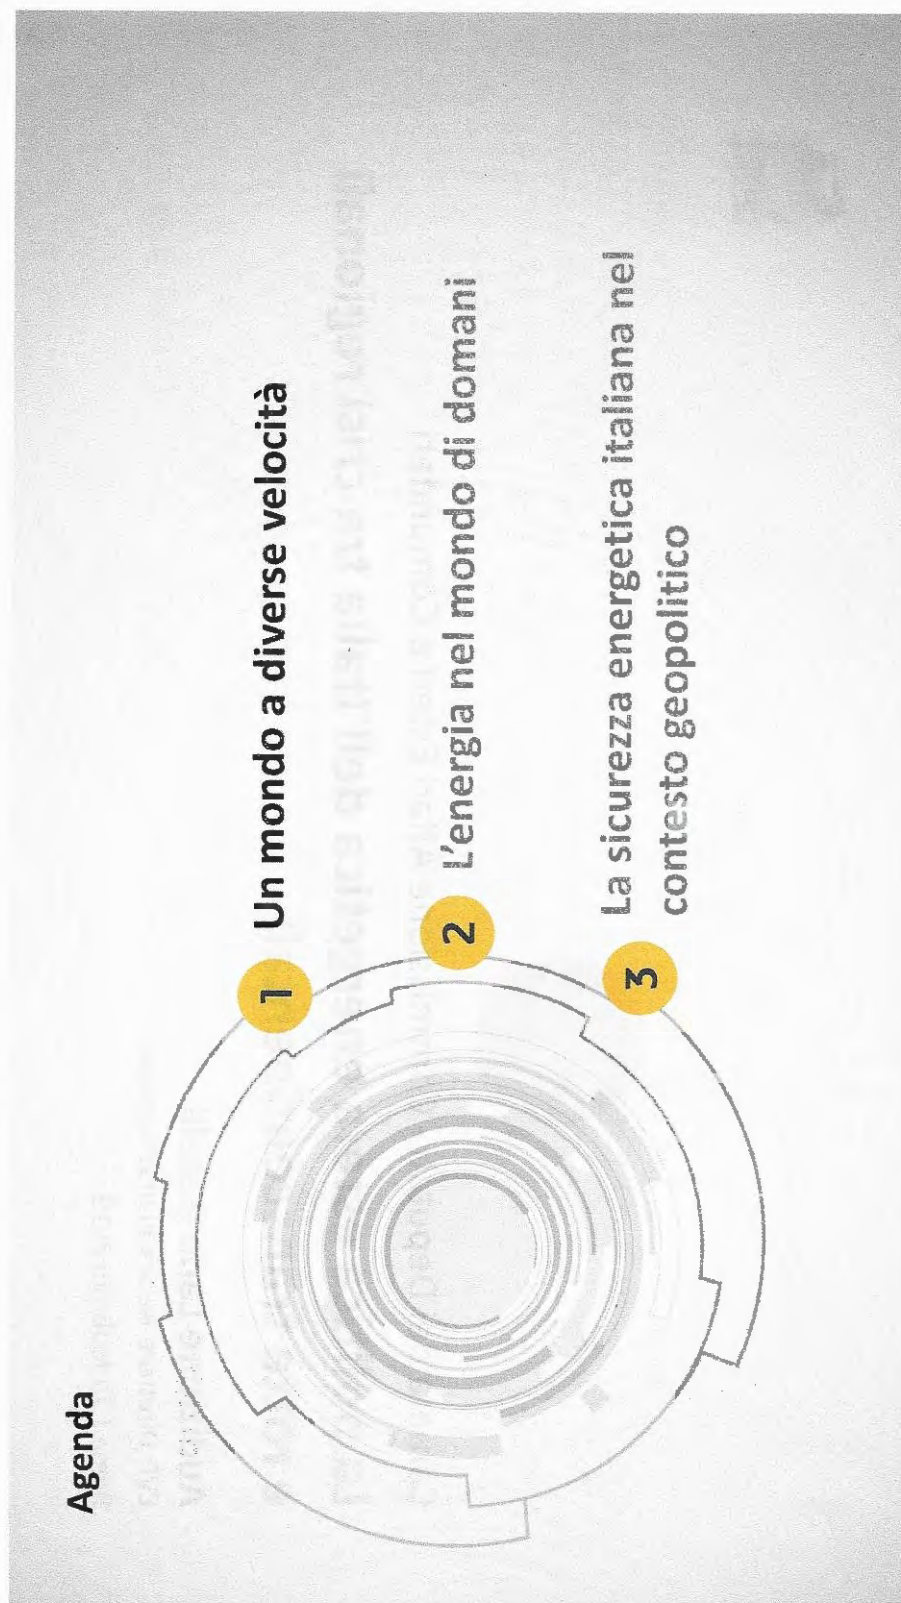 Agenda
1
Un mondo a diverse velocità
2
L'energia nel mondo di domani
3
La sicurezza energetica italiana nel
contesto geopolitico